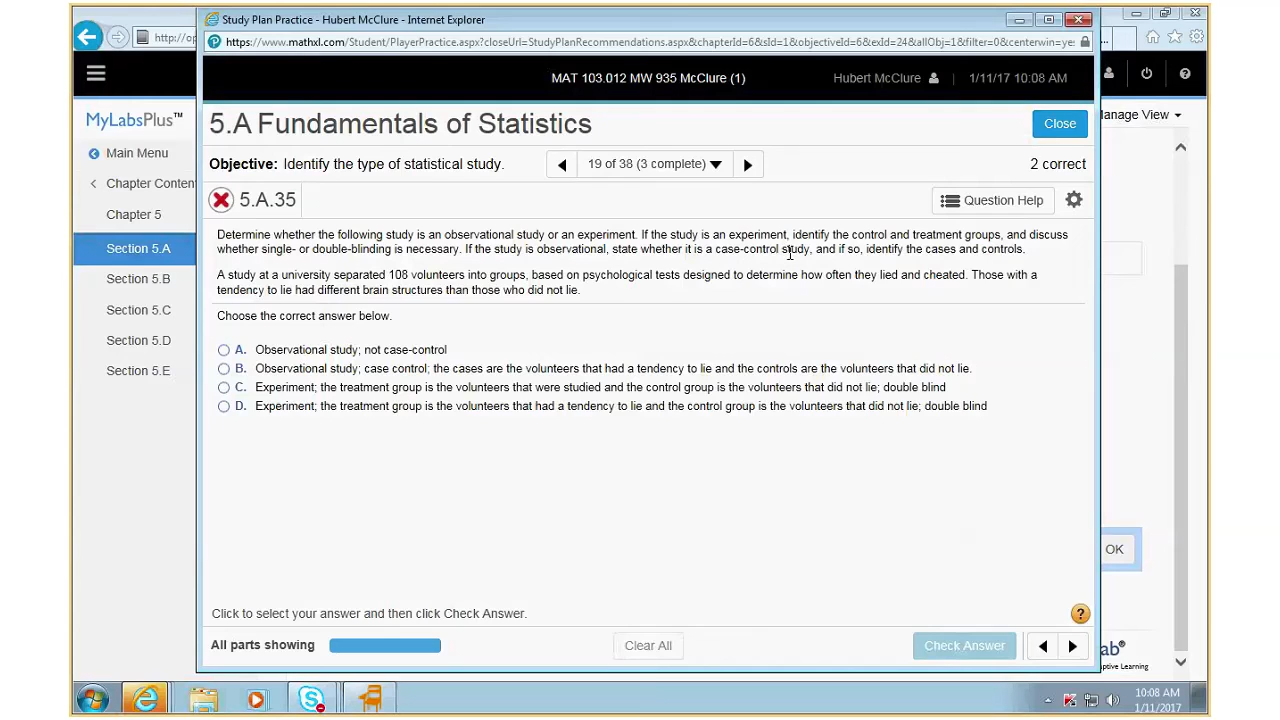 Study Plan Practice - Hubert McClure - Internet Explorer
https://www.mathxl.com/Student/PlayerPractice.aspx?closeUrl=StudyPlanRecommendations.aspx&chapterId=6&sId=1&objectiveId=6&exId=24&allObj=1&filter=0&centerwin=yes
http://op
MAT 103.012 MW 935 McClure (1)
Hubert McClure
1/11/17 10:08 AM
MyLabsPlus™
5.A Fundamentals of Statistics
Close
anage View
Main Menu
Objective: Identify the type of statistical study.
19 of 38 (3 complete)
2 correct
Chapter Conten
5.A.35
Question Help
Chapter 5
Determine whether the following study is an observational study or an experiment. If the study is an experiment, identify the control and treatment groups, and discuss
whether single- or double-blinding is necessary. If the study is observational, state whether it is a case-control study, and if so, identify the cases and controls.
Section 5.A
A study at a university separated 108 volunteers into groups, based on psychological tests designed to determine how often they lied and cheated. Those with a
tendency to lie had different brain structures than those who did not lie.
Section 5.B
Section 5.C
Choose the correct answer below.
Section 5.D
A. Observational study; not case-control
Section 5.E
B. Observational study; case control; the cases are the volunteers that had a tendency to lie and the controls are the volunteers that did not lie.
C. Experiment; the treatment group is the volunteers that were studied and the control group is the volunteers that did not lie; double blind
D. Experiment; the treatment group is the volunteers that had a tendency to lie and the control group is the volunteers that did not lie; double blind
OK
Click to select your answer and then click Check Answer.
?
All parts showing
Clear All
Check Answer
ab®
aptive Learning
10:08 AM
1/11/2017